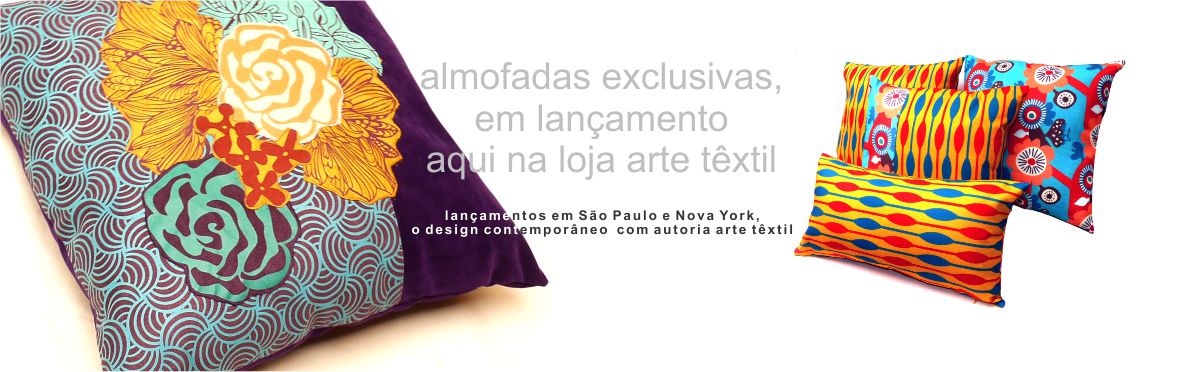 almofadas exclusivas,
em lançamento
aqui na loja arte têxtil
lançamentos em São Paulo e Nova York,
o design contemporâneo com autoria arte têxtil